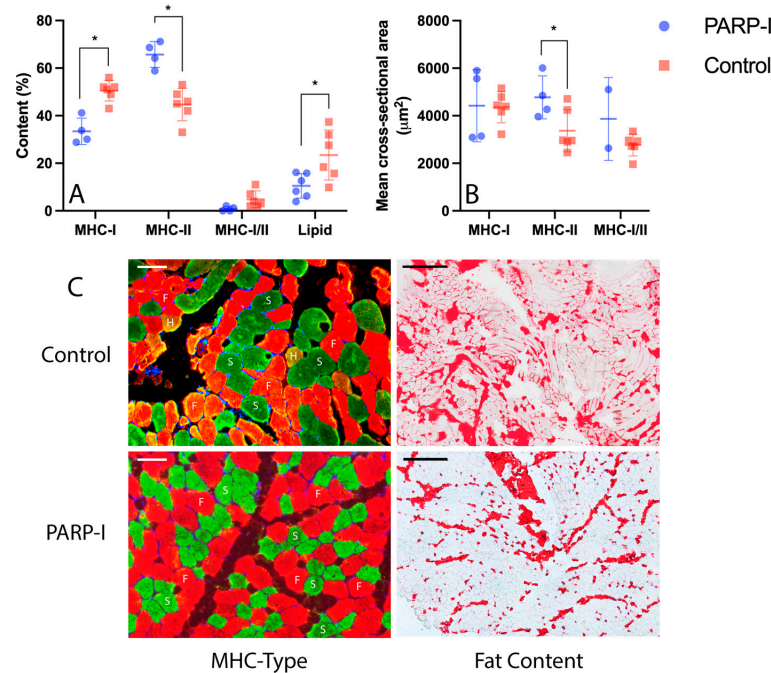 80
60
40
20
0
Content (%)
*
*
*
A
MHC-I
MHC-II
MHC-I/II
Lipid
8000
6000
4000
2000
0
Mean cross-sectional area
(μm²)
*
B
MHC-I
MHC-II
MHC-I/II
PARP-I
Control
C
Control
F
S
H
F
H
S
S
F
F
S
PARP-I
S
F
S
F
F
S
F
S
S
MHC-Type
Fat Content